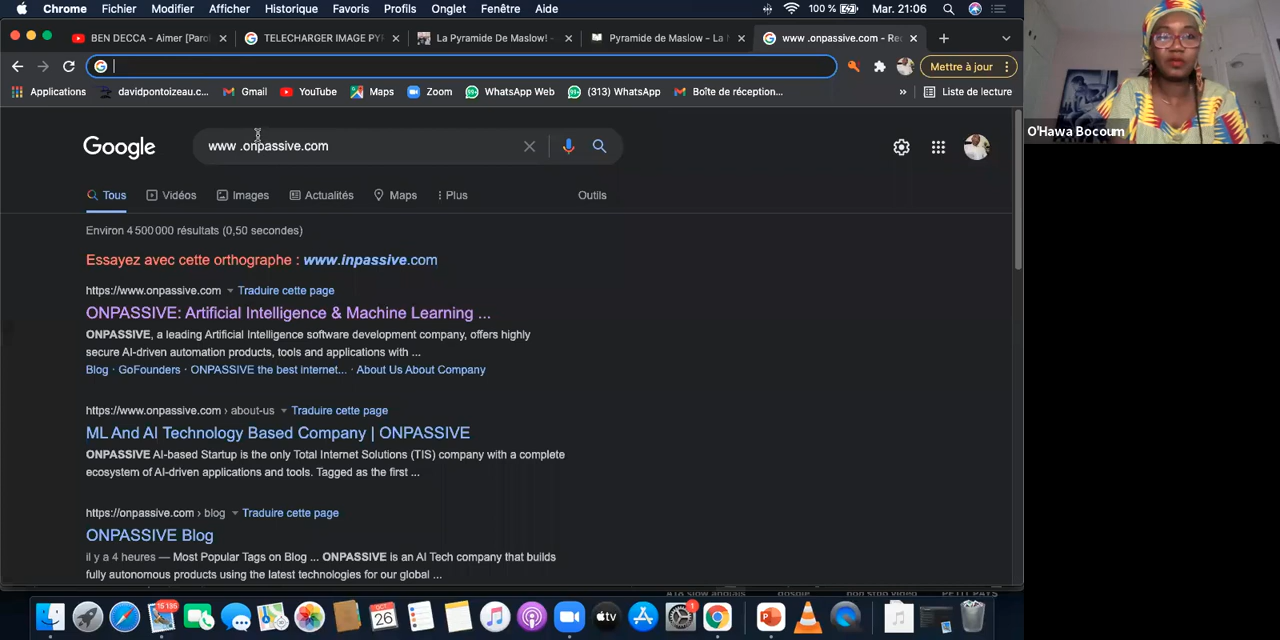 Chrome Fichier Modifier Afficher Historique Favoris Profils Onglet Fenêtre Aide 100 % Mar. 21:06
BEN DECCA - Aimer [Parol TELECHARGER IMAGE PYR La Pyramide De Maslow! - Pyramide de Maslow - La www .onpassive.com - Rec
Mettre à jour
Applications davidpontoizeau.c... Gmail YouTube Maps Zoom WhatsApp Web (313) WhatsApp Boîte de réception... » Liste de lecture
O'Hawa Bocoum
Google www .onpassive.com
Tous Vidéos Images Actualités Maps Plus Outils
Environ 4 500 000 résultats (0,50 secondes)
Essayez avec cette orthographe : www.inpassive.com
https://www.onpassive.com Traduire cette page
ONPASSIVE: Artificial Intelligence & Machine Learning ...
ONPASSIVE, a leading Artificial Intelligence software development company, offers highly
secure AI-driven automation products, tools and applications with ...
Blog · GoFounders · ONPASSIVE the best internet... · About Us About Company
https://www.onpassive.com › about-us Traduire cette page
ML And AI Technology Based Company | ONPASSIVE
ONPASSIVE AI-based Startup is the only Total Internet Solutions (TIS) company with a complete
ecosystem of AI-driven applications and tools. Tagged as the first ...
https://onpassive.com › blog Traduire cette page
ONPASSIVE Blog
il y a 4 heures — Most Popular Tags on Blog ... ONPASSIVE is an AI Tech company that builds
fully autonomous products using the latest technologies for our global ...